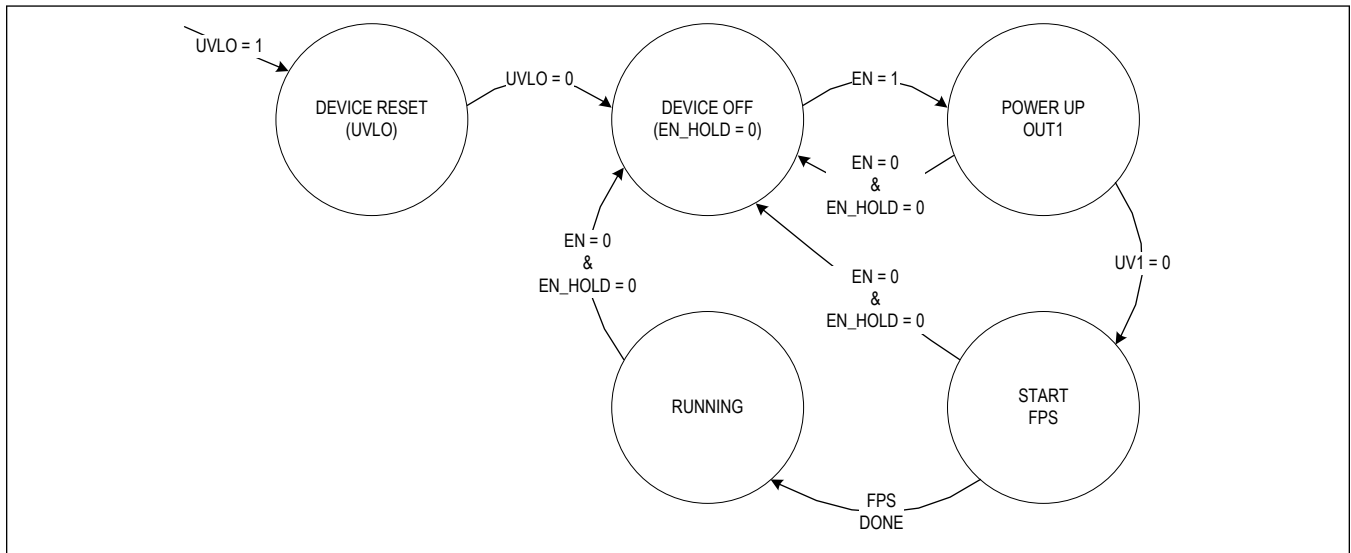 UVLO = 1
DEVICE RESET
(UVLO)
UVLO = 0
DEVICE OFF
(EN_HOLD = 0)
EN = 1
POWER UP
OUT1
EN = 0
&
EN_HOLD = 0
EN = 0
&
EN_HOLD = 0
EN = 0
&
EN_HOLD = 0
UV1 = 0
RUNNING
START
FPS
FPS
DONE